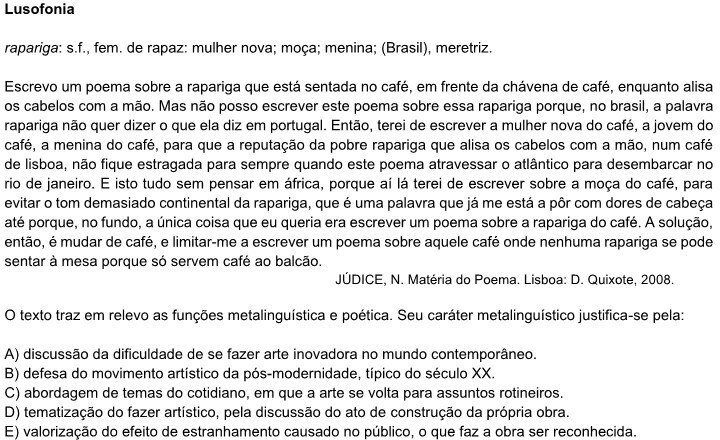 Lusofonia
rapariga: s.f., fem. de rapaz: mulher nova; moça; menina; (Brasil), meretriz.
Escrevo um poema sobre a rapariga que está sentada no café, em frente da chávena de café, enquanto alisa
os cabelos com a mão. Mas não posso escrever este poema sobre essa rapariga porque, no brasil, a palavra
rapariga não quer dizer o que ela diz em portugal. Então, terei de escrever a mulher nova do café, a jovem do
café, a menina do café, para que a reputação da pobre rapariga que alisa os cabelos com a mão, num café
de lisboa, não fique estragada para sempre quando este poema atravessar o atlântico para desembarcar no
rio de janeiro. E isto tudo sem pensar em áfrica, porque aí lá terei de escrever sobre a moça do café, para
evitar o tom demasiado continental da rapariga, que é uma palavra que já me está a pôr com dores de cabeça
até porque, no fundo, a única coisa que eu queria era escrever um poema sobre a rapariga do café. A solução,
então, é mudar de café, e limitar-me a escrever um poema sobre aquele café onde nenhuma rapariga se pode
sentar à mesa porque só servem café ao balcão.
JÚDICE, N. Matéria do Poema. Lisboa: D. Quixote, 2008.
O texto traz em relevo as funções metalinguística e poética. Seu caráter metalinguístico justifica-se pela:
A) discussão da dificuldade de se fazer arte inovadora no mundo contemporâneo.
B) defesa do movimento artístico da pós-modernidade, típico do século XX.
C) abordagem de temas do cotidiano, em que a arte se volta para assuntos rotineiros.
D) tematização do fazer artístico, pela discussão do ato de construção da própria obra.
E) valorização do efeito de estranhamento causado no público, o que faz a obra ser reconhecida.